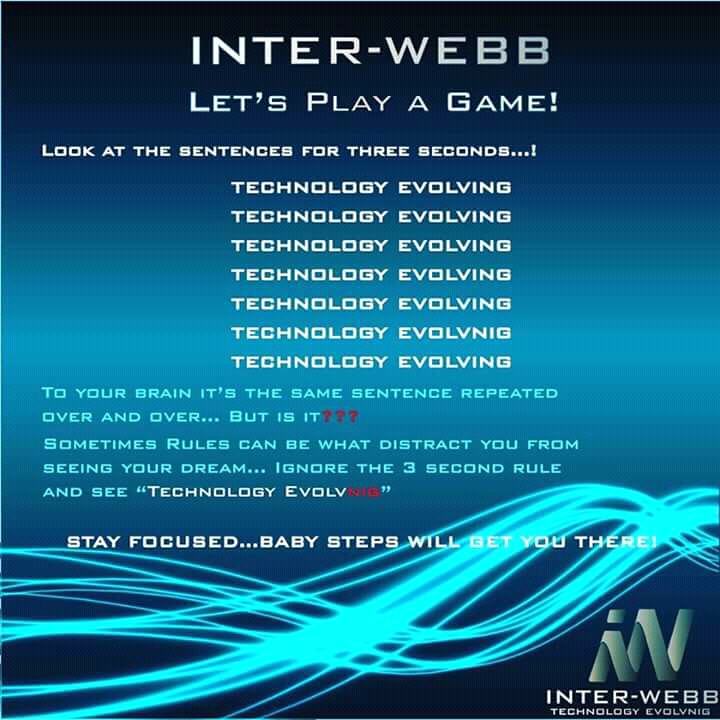 INTER-WEBB
LET'S PLAY A GAME!
LOOK AT THE SENTENCES FOR THREE SECONDS...!
TECHNOLOGY EVOLVING
TECHNOLOGY EVOLVING
TECHNOLOGY EVOLVING
TECHNOLOGY EVOLVING
TECHNOLOGY EVOLVING
TECHNOLOGY EVOLVNIG
TECHNOLOGY EVOLVING
TO YOUR BRAIN IT'S THE SAME SENTENCE REPEATED
OVER AND OVER... BUT IS IT???
SOMETIMES RULES CAN BE WHAT DISTRACT YOU FROM
SEEING YOUR DREAM... IGNORE THE 3 SECOND RULE
AND SEE "TECHNOLOGY EVOLVNIG"
STAY FOCUSED...BABY STEPS WILL GET YOU THERE!
iW
INTER-WEBB
TECHNOLOGY EVOLVNIG